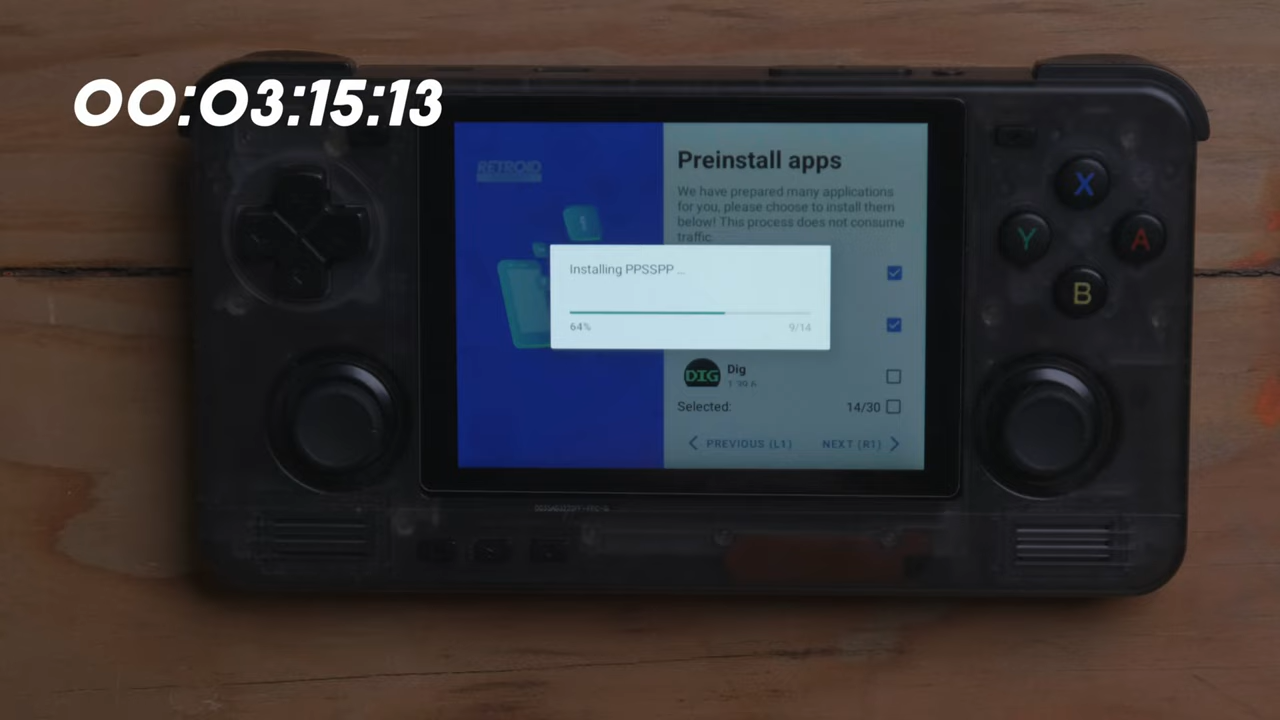 00:03:15:13
RETROID
Preinstall apps
We have prepared many applications
for you, please choose to install them
below! This process does not consume
traffic.
Installing PPSSPP ...
64%
9/14
DIG
Dig
Selected:
14/30
PREVIOUS (L1)
NEXT (R1)
X
Y
A
B